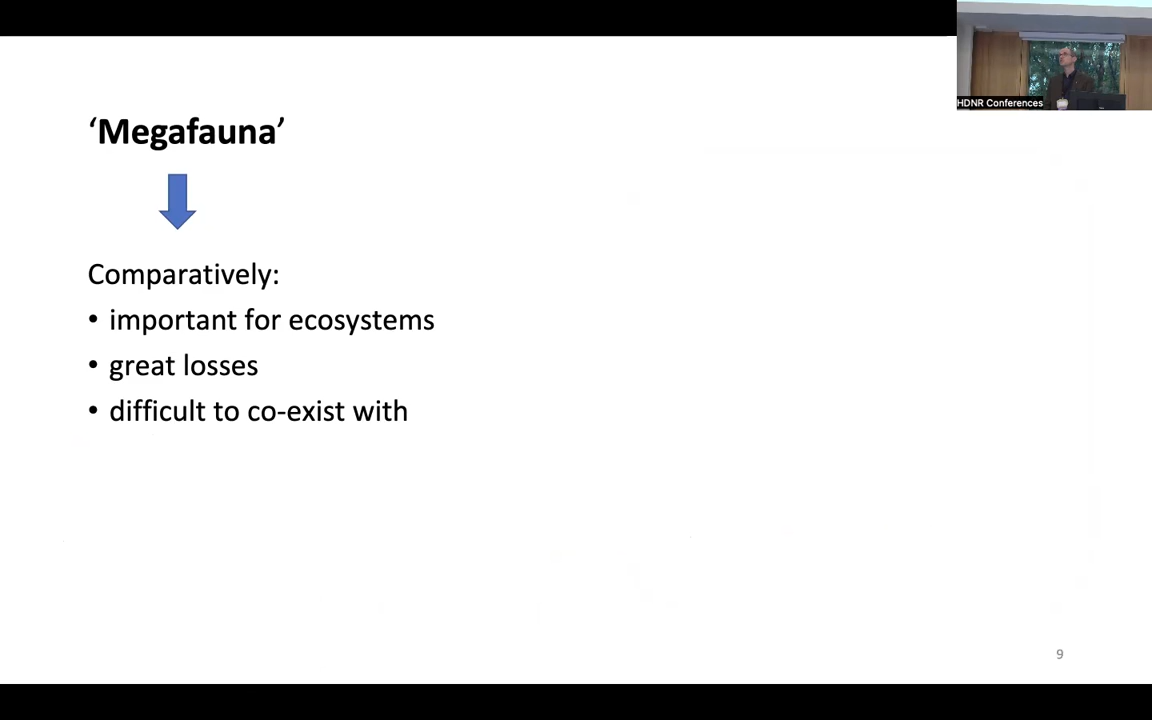 HDNR Conferences
‘Megafauna’
Comparatively:
• important for ecosystems
• great losses
• difficult to co-exist with
9